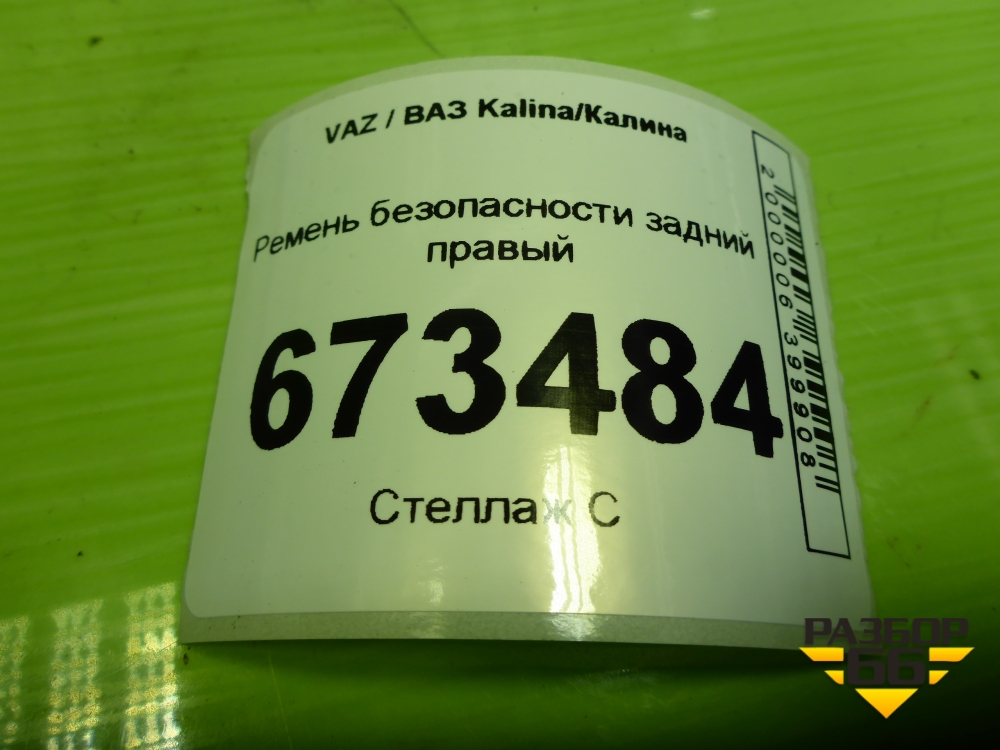 VAZ / ВАЗ Kalina/Калина
Ремень безопасности задний
правый
673484
Стеллаж С
2000006399908
РАЗБОР
66